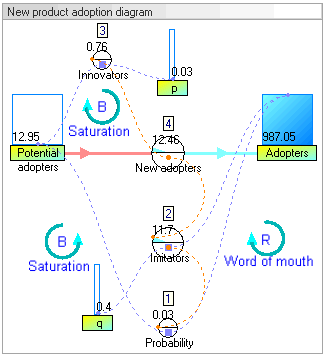 New product adoption diagram
3
0.76
Innovators
0.03
p
B
Saturation
4
12.95
12.46
987.05
Potential
adopters
New adopters
Adopters
2
11.7
Imitators
B
Saturation
R
Word of mouth
0.4
q
1
0.03
Probability